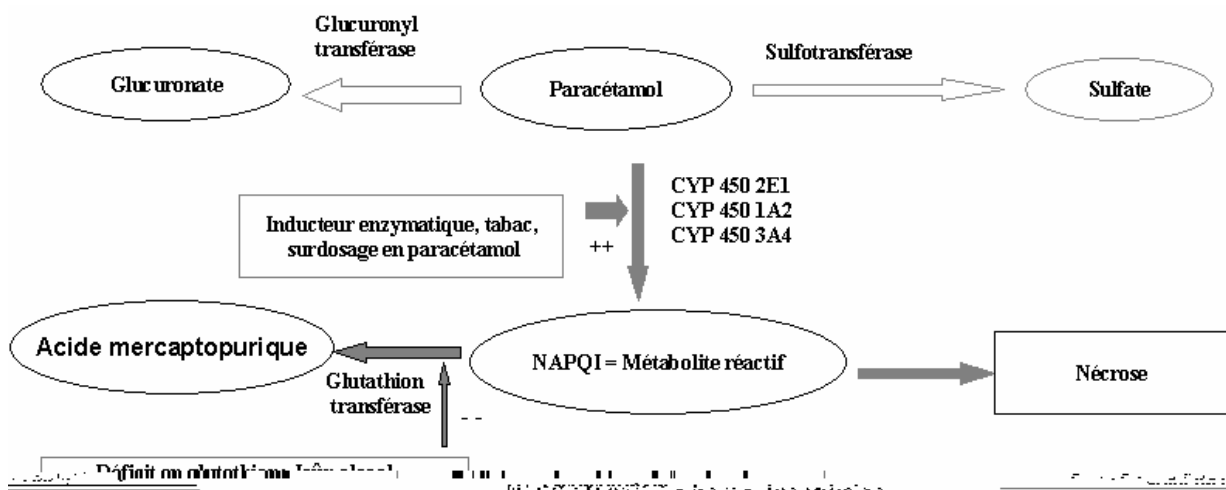 Glucuronyl
transférase
Sulfotransférase
Glucuronate
Paracétamol
Sulfate
CYP 450 2E1
CYP 450 1A2
CYP 450 3A4
Inducteur enzymatique, tabac,
surdosage en paracétamol
++
Acide mercaptopurique
NAPQI = Métabolite réactif
Nécrose
Glutathion
transférase
- -